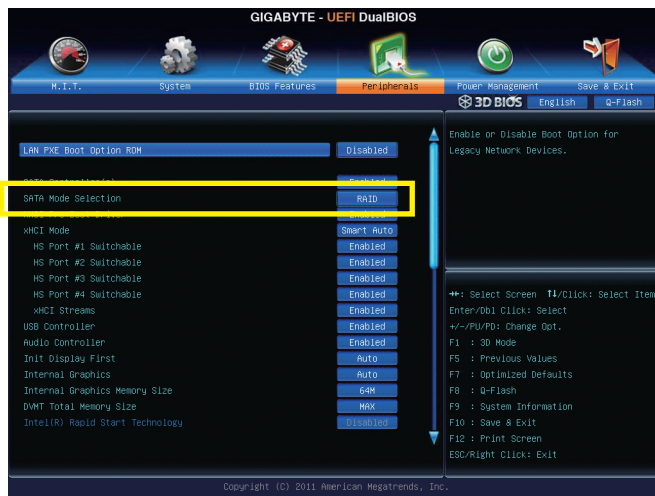 GIGABYTE - UEFI DualBIOS
M.I.T. System BIOS Features Peripherals Power Management Save & Exit
3D BIOS English Q-Flash
LAN PXE Boot Option ROM Disabled
SATA Mode Selection RAID
xHCI Mode Smart Auto
HS Port #1 Switchable Enabled
HS Port #2 Switchable Enabled
HS Port #3 Switchable Enabled
HS Port #4 Switchable Enabled
xHCI Streams Enabled
USB Controller Enabled
Audio Controller Enabled
Init Display First Auto
Internal Graphics Auto
Internal Graphics Memory Size 64M
DVMT Total Memory Size MAX
Intel(R) Rapid Start Technology Disabled
Enable or Disable Boot Option for
Legacy Network Devices.
↔: Select Screen ↑↓/Click: Select Item
Enter/Dbl Click: Select
+/-/PU/PD: Change Opt.
F1 : 3D Mode
F5 : Previous Values
F7 : Optimized Defaults
F8 : Q-Flash
F9 : System Information
F10 : Save & Exit
F12 : Print Screen
ESC/Right Click: Exit
Copyright (C) 2011 American Megatrends, Inc.